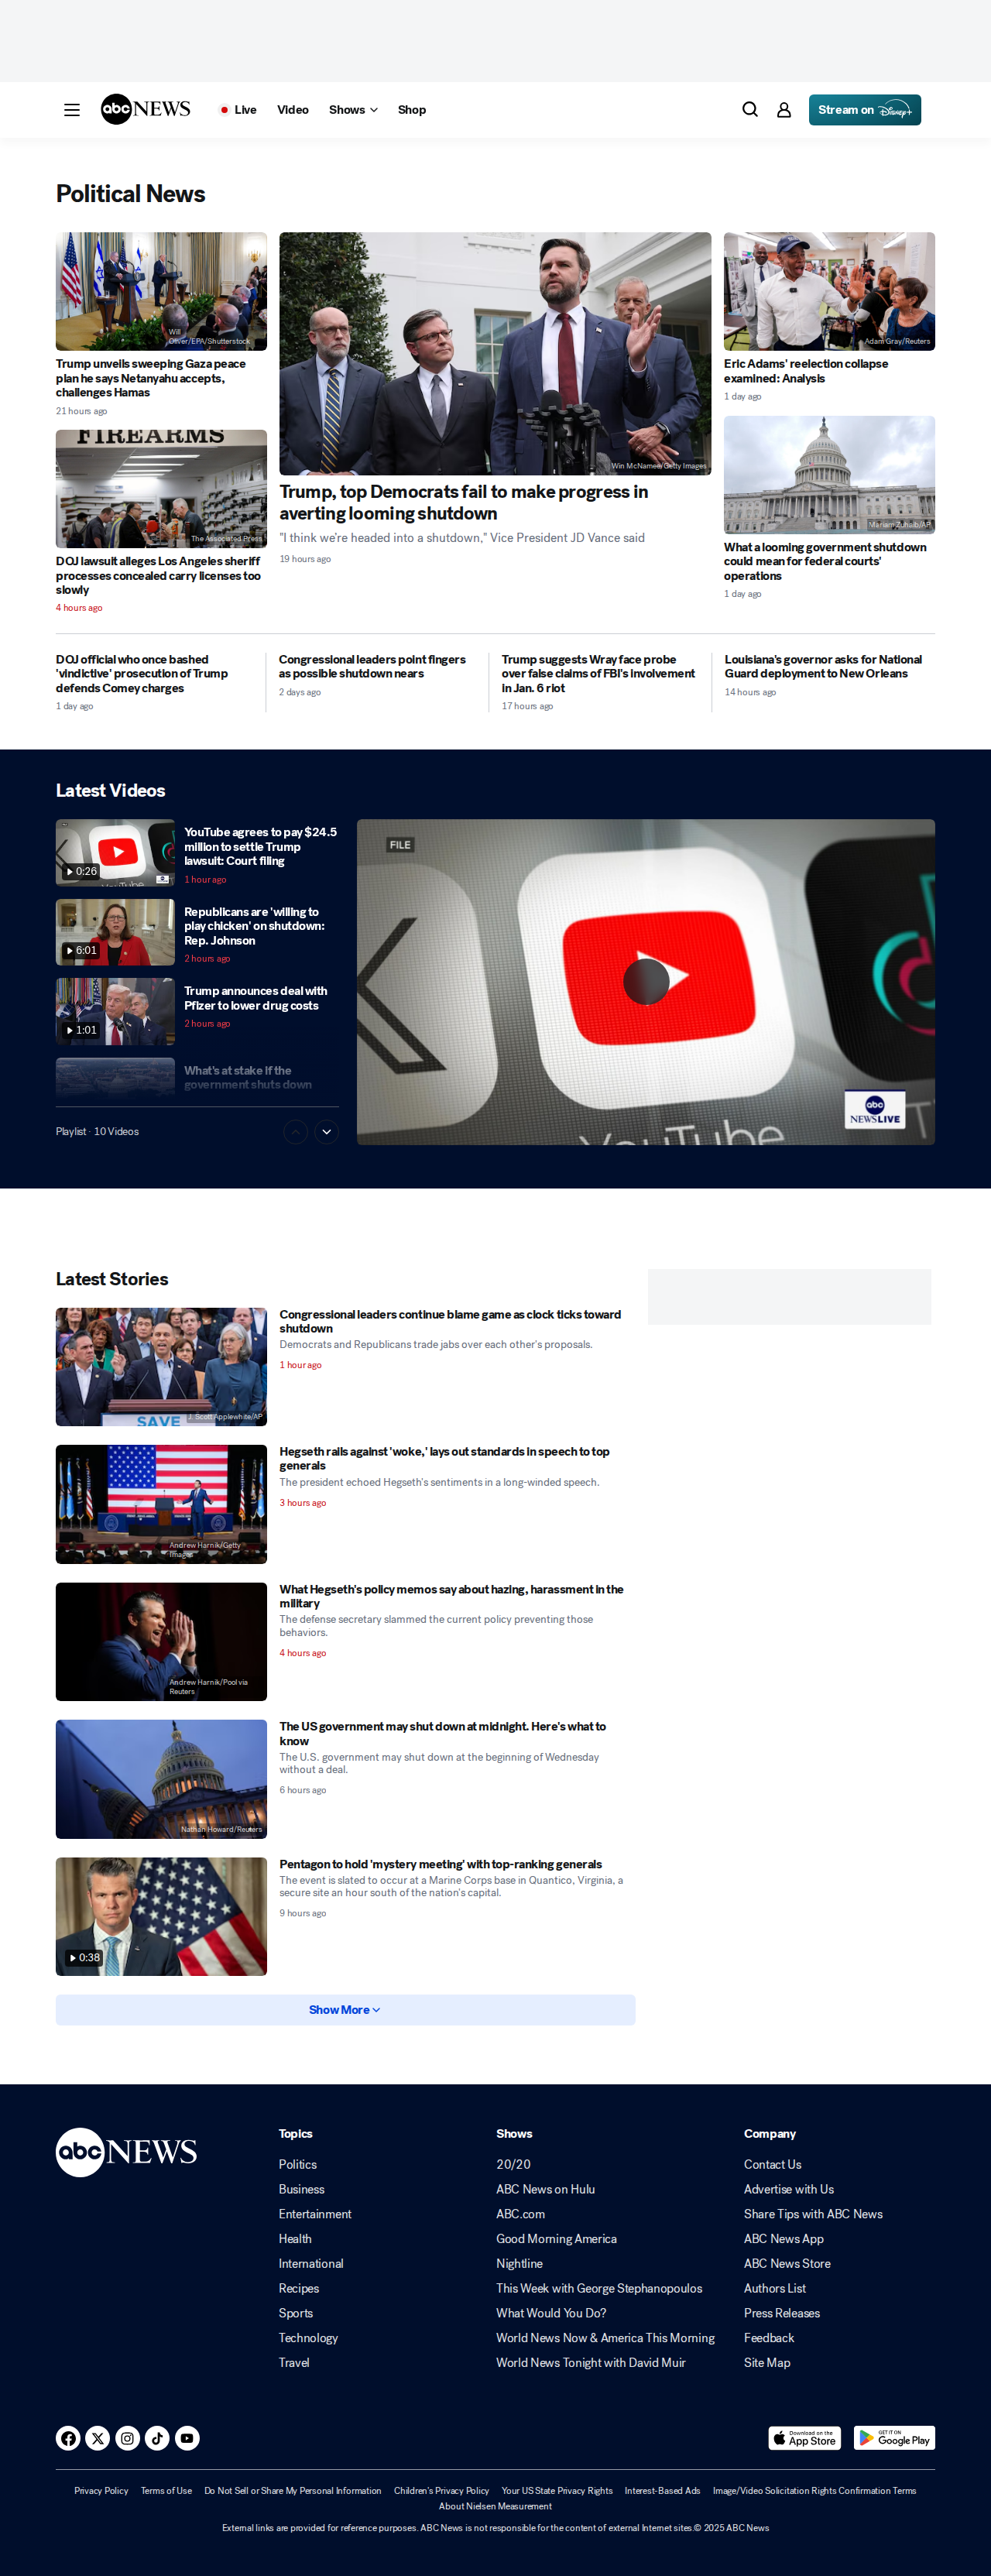 abc NEWS
Live
Video
Shows
Shop
Stream on Disney+
Political News
Will
Oliver/EPA/Shutterstock
Trump unveils sweeping Gaza peace
plan he says Netanyahu accepts,
challenges Hamas
21 hours ago
FIREARMS
The Associated Press
DOJ lawsuit alleges Los Angeles sheriff
processes concealed carry licenses too
slowly
4 hours ago
Win McNamee/Getty Images
Trump, top Democrats fail to make progress in
averting looming shutdown
"I think we're headed into a shutdown," Vice President JD Vance said
19 hours ago
Adam Gray/Reuters
Eric Adams' reelection collapse
examined: Analysis
1 day ago
Mariam Zuhaib/AP
What a looming government shutdown
could mean for federal courts'
operations
1 day ago
DOJ official who once bashed
'vindictive' prosecution of Trump
defends Comey charges
1 day ago
Congressional leaders point fingers
as possible shutdown nears
2 days ago
Trump suggests Wray face probe
over false claims of FBI's involvement
in Jan. 6 riot
17 hours ago
Louisiana's governor asks for National
Guard deployment to New Orleans
14 hours ago
Latest Videos
0:26
YouTube agrees to pay $24.5
million to settle Trump
lawsuit: Court filing
1 hour ago
6:01
Republicans are 'willing to
play chicken' on shutdown:
Rep. Johnson
2 hours ago
1:01
Trump announces deal with
Pfizer to lower drug costs
2 hours ago
What's at stake if the
government shuts down
Playlist · 10 Videos
FILE
YouTube
abc
NEWS LIVE
Latest Stories
SAVE
J. Scott Applewhite/AP
Congressional leaders continue blame game as clock ticks toward
shutdown
Democrats and Republicans trade jabs over each other's proposals.
1 hour ago
Andrew Harnik/Getty
Images
Hegseth rails against 'woke,' lays out standards in speech to top
generals
The president echoed Hegseth's sentiments in a long-winded speech.
3 hours ago
Andrew Harnik/Pool via
Reuters
What Hegseth's policy memos say about hazing, harassment in the
military
The defense secretary slammed the current policy preventing those
behaviors.
4 hours ago
Nathan Howard/Reuters
The US government may shut down at midnight. Here's what to
know
The U.S. government may shut down at the beginning of Wednesday
without a deal.
6 hours ago
0:38
Pentagon to hold 'mystery meeting' with top-ranking generals
The event is slated to occur at a Marine Corps base in Quantico, Virginia, a
secure site an hour south of the nation's capital.
9 hours ago
Show More
abc NEWS
Topics
Politics
Business
Entertainment
Health
International
Recipes
Sports
Technology
Travel
Shows
20/20
ABC News on Hulu
ABC.com
Good Morning America
Nightline
This Week with George Stephanopoulos
What Would You Do?
World News Now & America This Morning
World News Tonight with David Muir
Company
Contact Us
Advertise with Us
Share Tips with ABC News
ABC News App
ABC News Store
Authors List
Press Releases
Feedback
Site Map
Download on the
App Store
GET IT ON
Google Play
Privacy Policy Terms of Use Do Not Sell or Share My Personal Information Children's Privacy Policy Your US State Privacy Rights Interest-Based Ads Image/Video Solicitation Rights Confirmation Terms
About Nielsen Measurement
External links are provided for reference purposes. ABC News is not responsible for the content of external Internet sites.© 2025 ABC News